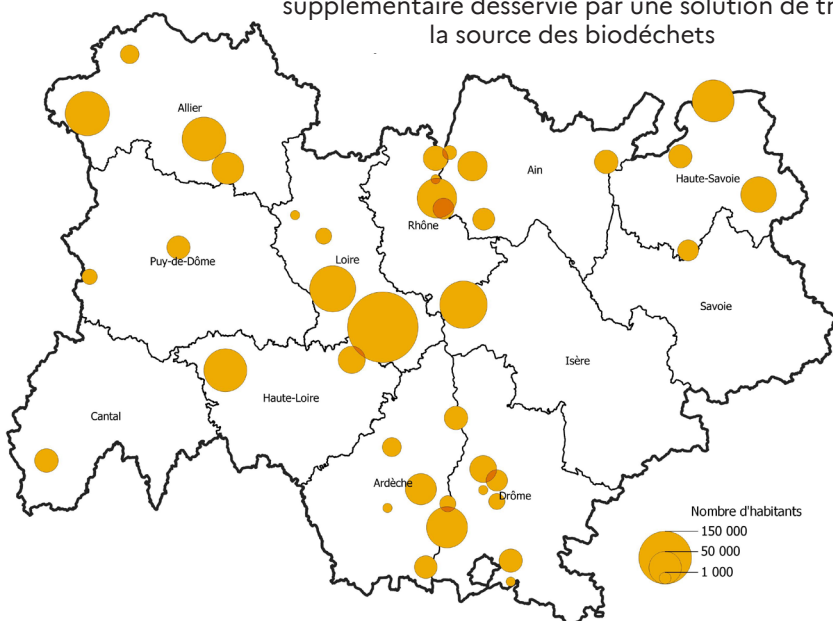 supplémentaire desservie par une solution de tr
la source des biodéchets
Allier
Ain
Haute-Savoie
Rhône
Puy-de-Dôme
Loire
Savoie
Isère
Haute-Loire
Cantal
Ardèche
Drôme
Nombre d'habitants
150 000
50 000
1 000